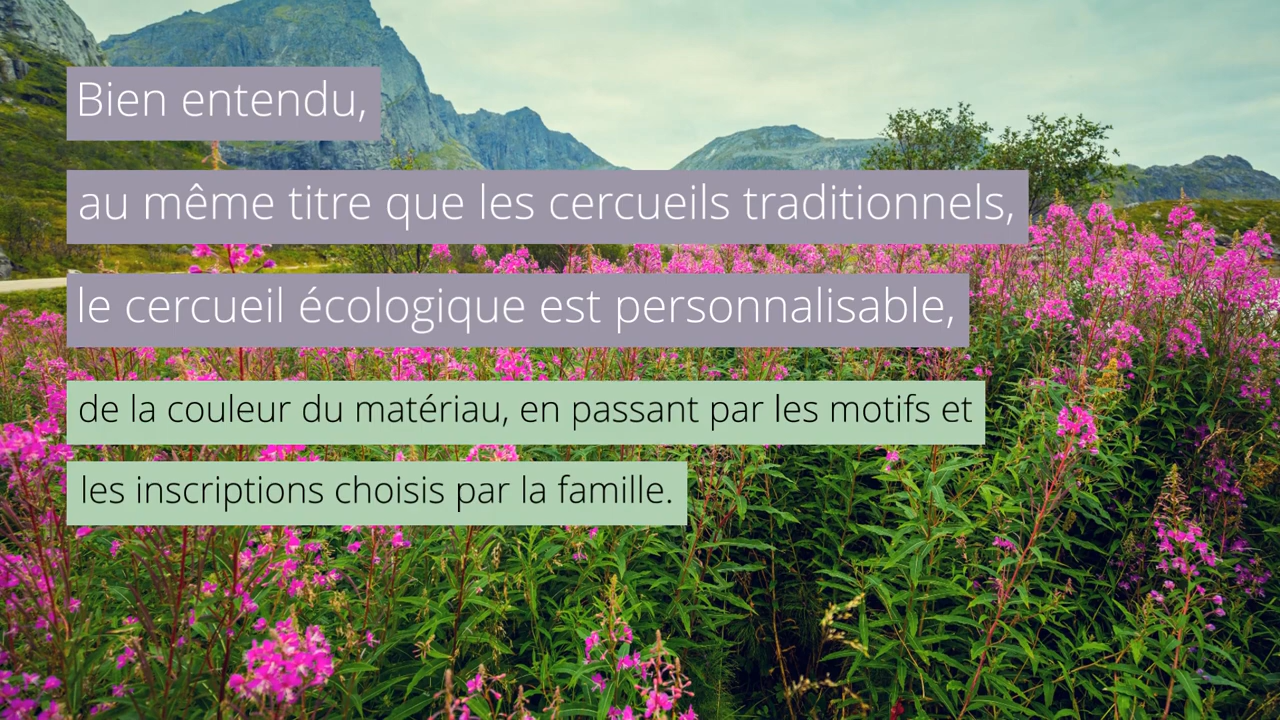 Bien entendu,
au même titre que les cercueils traditionnels,
le cercueil écologique est personnalisable,
de la couleur du matériau, en passant par les motifs et
les inscriptions choisis par la famille.